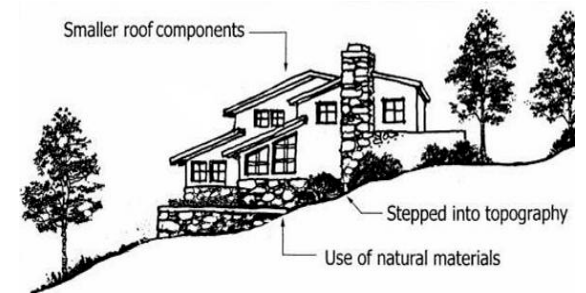 Smaller roof components
Stepped into topography
Use of natural materials